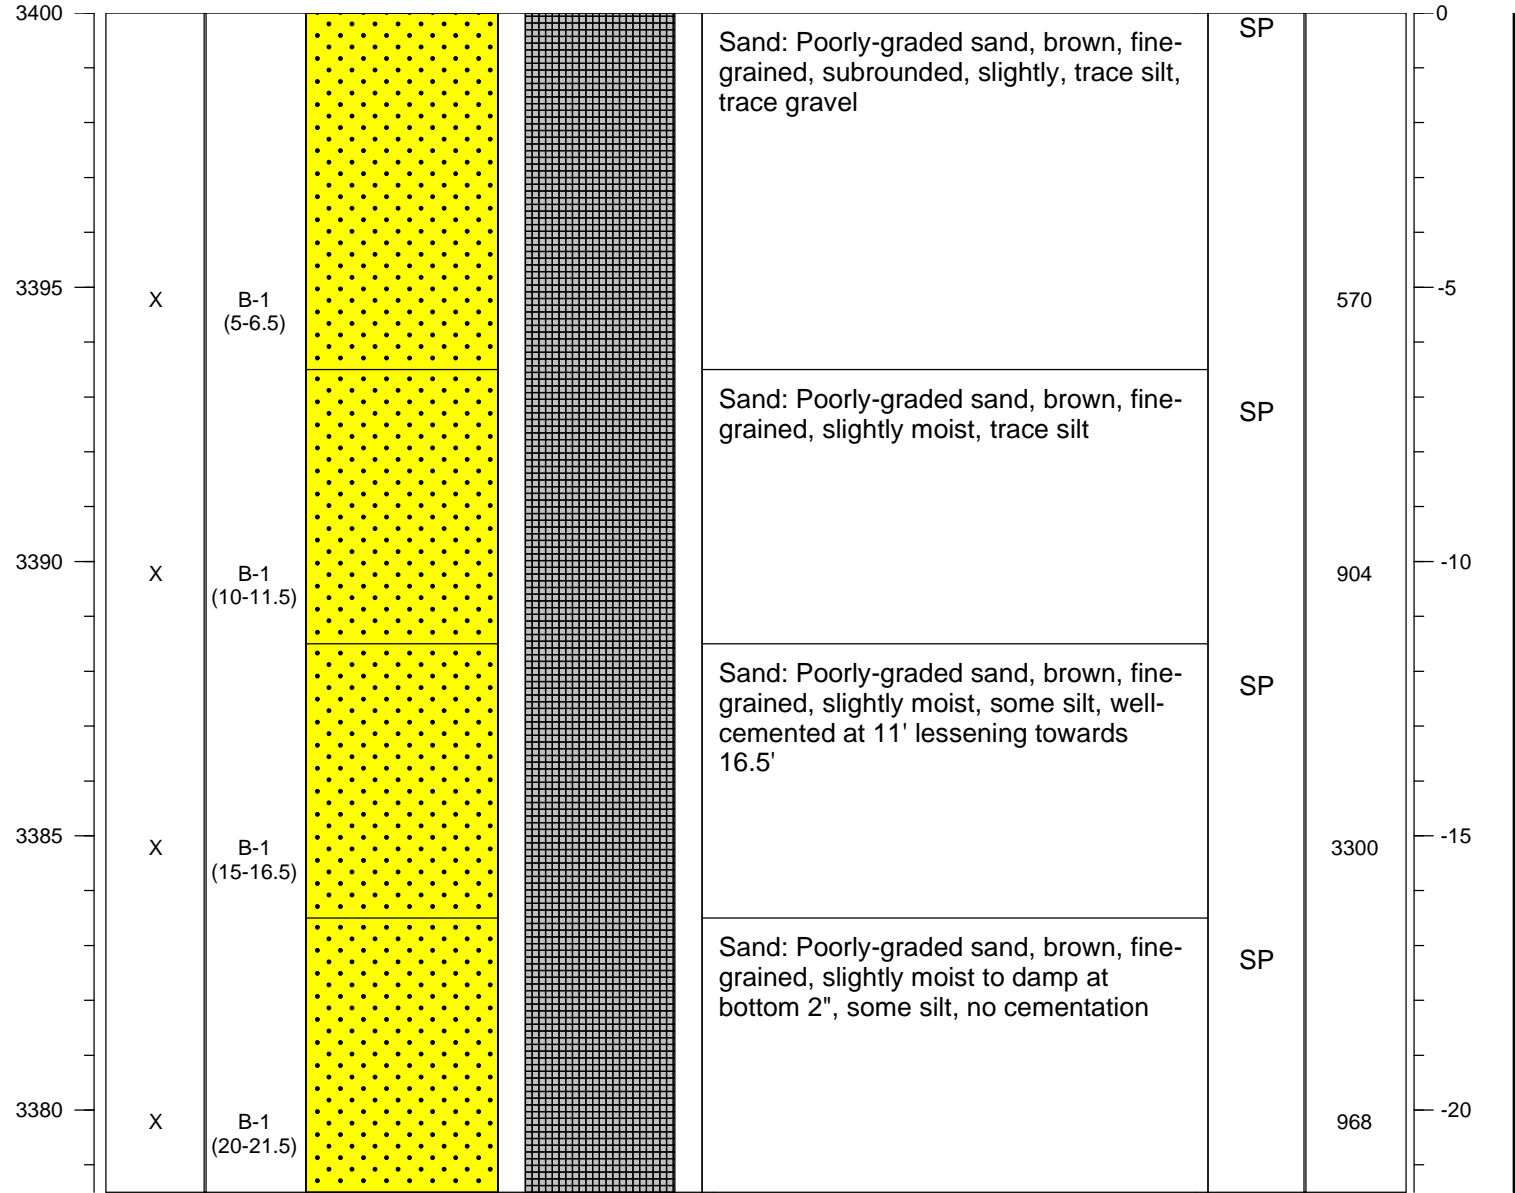 3400
Sand: Poorly-graded sand, brown, fine-
grained, subrounded, slightly, trace silt,
trace gravel
SP
0
3395
X
B-1
(5-6.5)
570
-5
Sand: Poorly-graded sand, brown, fine-
grained, slightly moist, trace silt
SP
3390
X
B-1
(10-11.5)
904
-10
Sand: Poorly-graded sand, brown, fine-
grained, slightly moist, some silt, well-
cemented at 11' lessening towards
16.5'
SP
3385
X
B-1
(15-16.5)
3300
-15
Sand: Poorly-graded sand, brown, fine-
grained, slightly moist to damp at
bottom 2", some silt, no cementation
SP
3380
X
B-1
(20-21.5)
968
-20